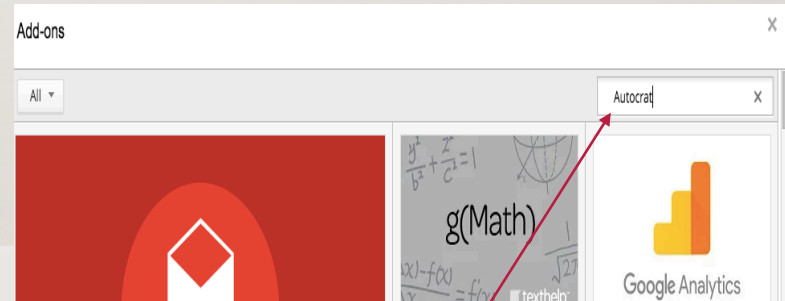 Add-ons
All
Autocrat
g(Math)
texthelp
Google Analytics